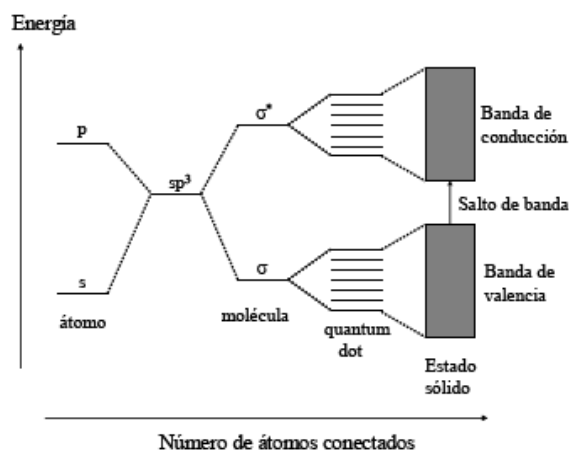 Energía
p
s
átomo
sp³
σ*
σ
molécula
quantum
dot
Banda de
conducción
Salto de banda
Banda de
valencia
Estado
sólido
Número de átomos conectados